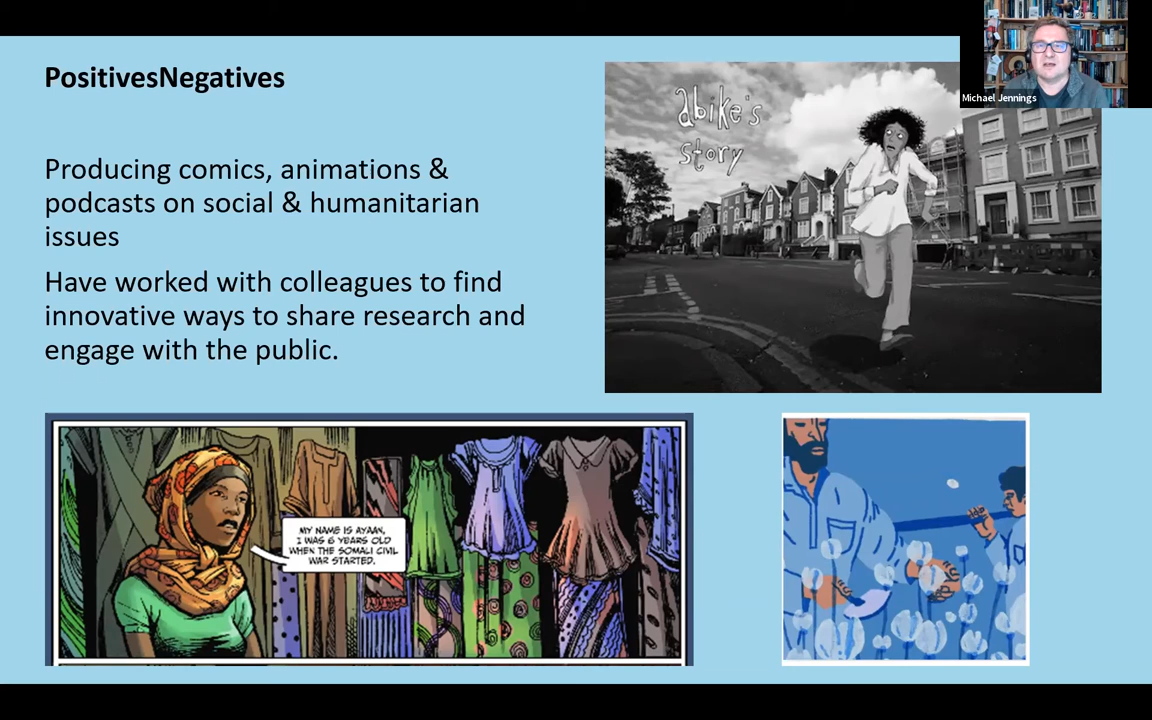 PositivesNegatives
Producing comics, animations &
podcasts on social & humanitarian
issues
Have worked with colleagues to find
innovative ways to share research and
engage with the public.
abike's
story
Michael Jennings
MY NAME IS AYAAN,
I WAS 6 YEARS OLD
WHEN THE SOMALI CIVIL
WAR STARTED.